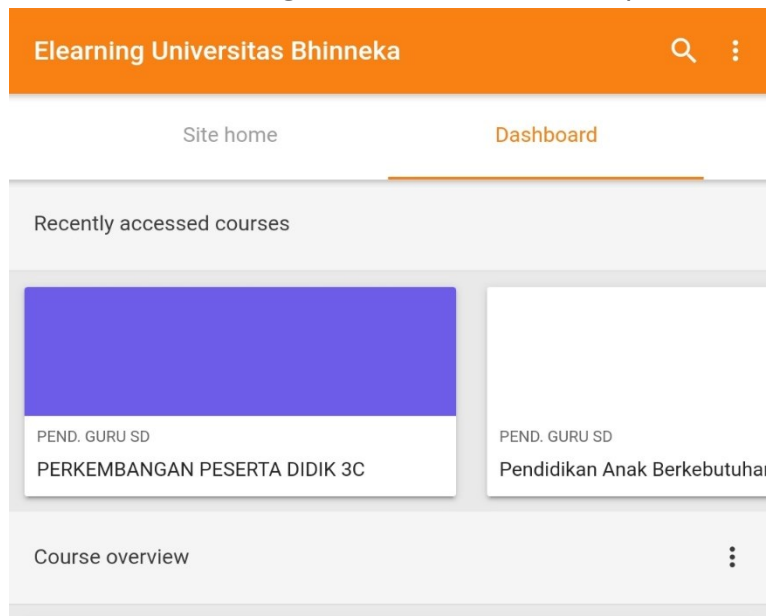 Elearning Universitas Bhinneka
Site home Dashboard
Recently accessed courses
PEND. GURU SD
PERKEMBANGAN PESERTA DIDIK 3C
PEND. GURU SD
Pendidikan Anak
Course overview